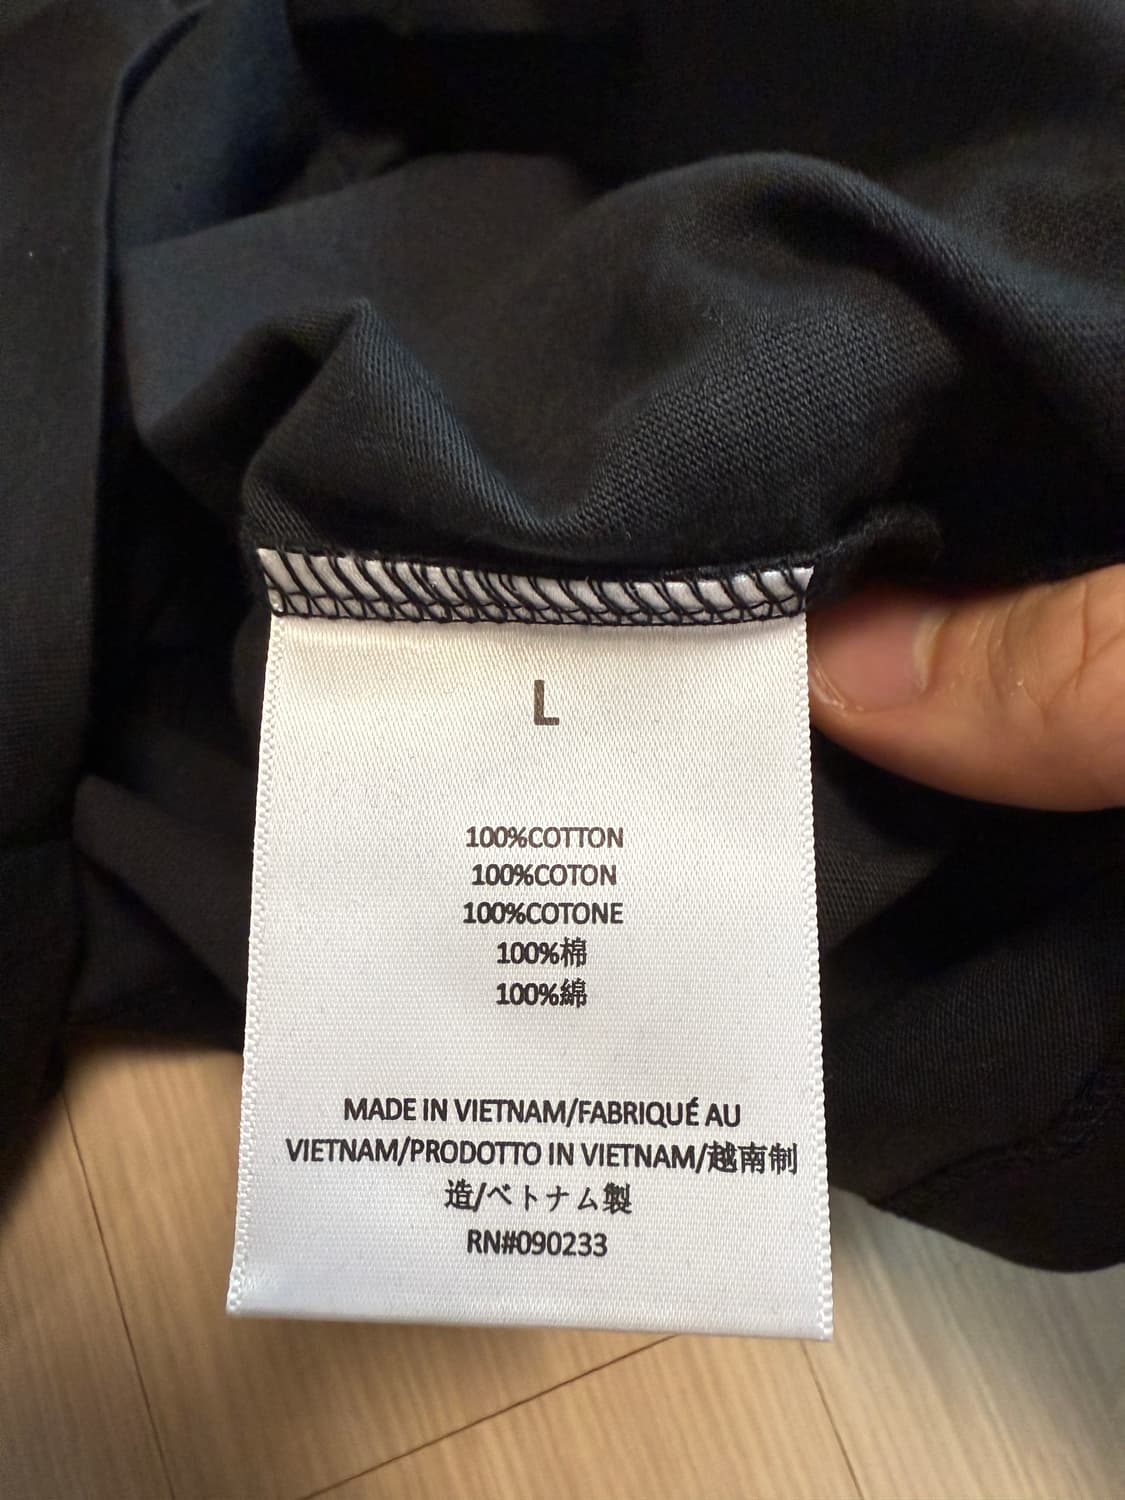 L
100%COTTON
100%COTON
100%COTONE
100%棉
100%綿
MADE IN VIETNAM/FABRIQUÉ AU
VIETNAM/PRODOTTO IN VIETNAM/越南制
造/ベトナム製
RN#090233